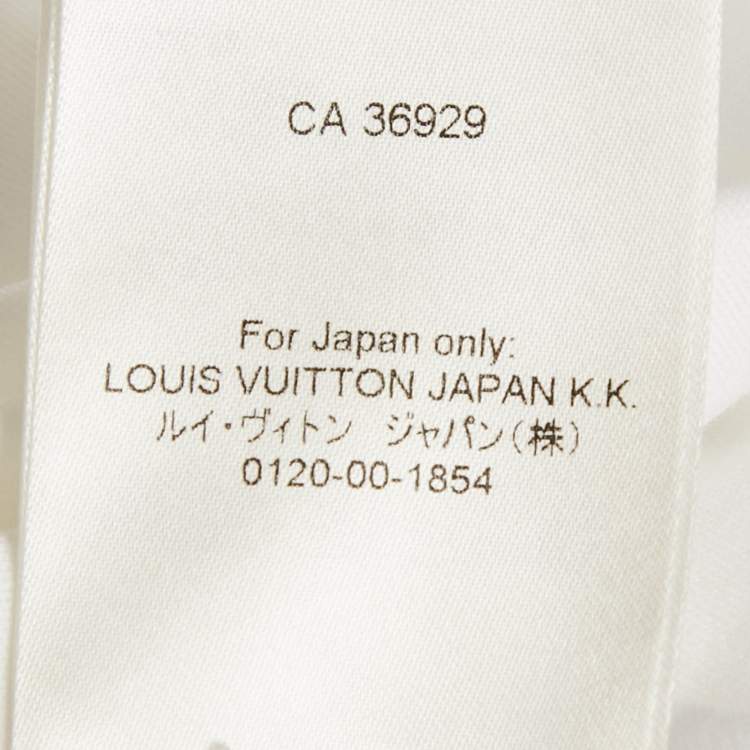 CA 36929
For Japan only:
LOUIS VUITTON JAPAN K.K.
ルイ・ヴィトン　ジャパン（株）
0120-00-1854